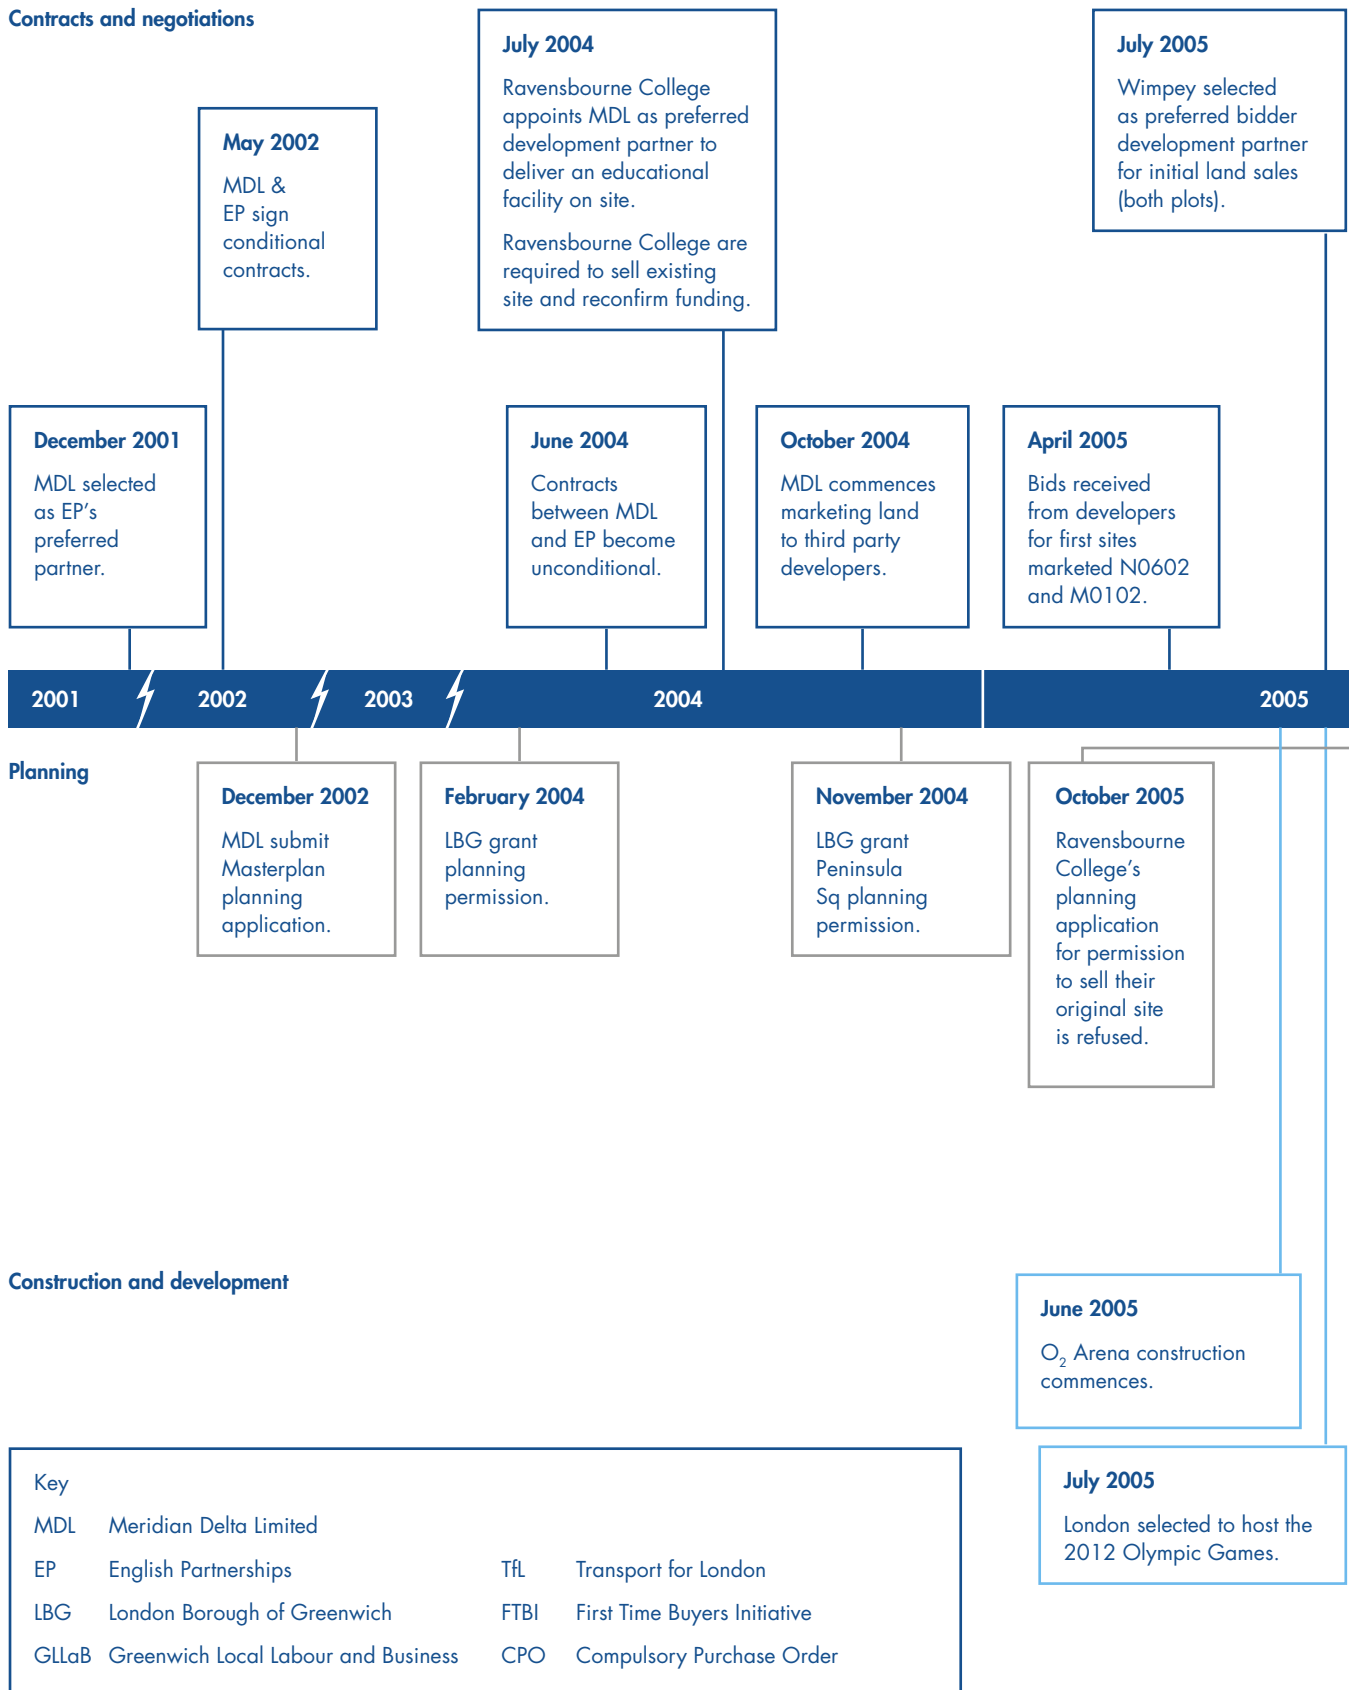 Contracts and negotiations
May 2002
MDL &
EP sign
conditional
contracts.
July 2004
Ravensbourne College
appoints MDL as preferred
development partner to
deliver an educational
facility on site.
Ravensbourne College are
required to sell existing
site and reconfirm funding.
July 2005
Wimpey selected
as preferred bidder
development partner
for initial land sales
(both plots).
December 2001
MDL selected
as EP’s
preferred
partner.
June 2004
Contracts
between MDL
and EP become
unconditional.
October 2004
MDL commences
marketing land
to third party
developers.
April 2005
Bids received
from developers
for first sites
marketed N0602
and M0102.
2001 2002 2003 2004 2005
Planning
December 2002
MDL submit
Masterplan
planning
application.
February 2004
LBG grant
planning
permission.
November 2004
LBG grant
Peninsula
Sq planning
permission.
October 2005
Ravensbourne
College’s
planning
application
for permission
to sell their
original site
is refused.
Construction and development
June 2005
O₂ Arena construction
commences.
July 2005
London selected to host the
2012 Olympic Games.
Key
MDL Meridian Delta Limited
EP English Partnerships TfL Transport for London
LBG London Borough of Greenwich FTBI First Time Buyers Initiative
GLLaB Greenwich Local Labour and Business CPO Compulsory Purchase Order